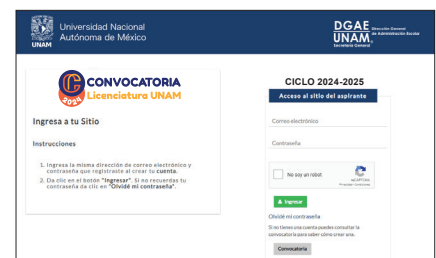 Universidad Nacional
Autónoma de México
UNAM
DGAE
UNAM
Dirección General
de Administración Escolar
Secretaría General
CONVOCATORIA
Licenciatura UNAM
2024
Ingresa a tu Sitio
Instrucciones
1. Ingresa la misma dirección de correo electrónico y
contraseña que registraste al crear tu cuenta.
2. Da clic en el botón "Ingresar". Si no recuerdas tu
contraseña da clic en "Olvidé mi contraseña".
CICLO 2024-2025
Acceso al sitio del aspirante
Correo electrónico
Contraseña
No soy un robot
reCAPTCHA
Privacidad - Condiciones
Ingresar
Olvidé mi contraseña
Si no tienes una cuenta puedes consultar la
convocatoria para saber cómo crear una.
Convocatoria